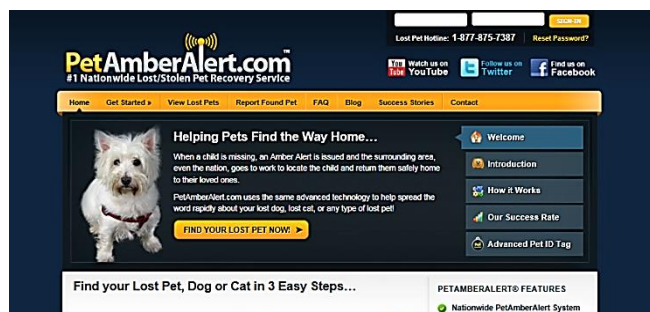 SIGN IN
Lost Pet Hotline: 1-877-875-7387
Reset Password?
PetAmberAlert.com™
#1 Nationwide Lost/Stolen Pet Recovery Service
You Tube
Watch us on YouTube
Follow us on Twitter
Find us on Facebook
Home
Get Started »
View Lost Pets
Report Found Pet
FAQ
Blog
Success Stories
Contact
Helping Pets Find the Way Home...
When a child is missing, an Amber Alert is issued and the surrounding area,
even the nation, goes to work to locate the child and return them safely home
to their loved ones.
PetAmberAlert.com uses the same advanced technology to help spread the
word rapidly about your lost dog, lost cat, or any type of lost pet!
FIND YOUR LOST PET NOW!
Welcome
Introduction
How it Works
Our Success Rate
Advanced Pet ID Tag
Find your Lost Pet, Dog or Cat in 3 Easy Steps...
PETAMBERALERT® FEATURES
Nationwide PetAmberAlert System